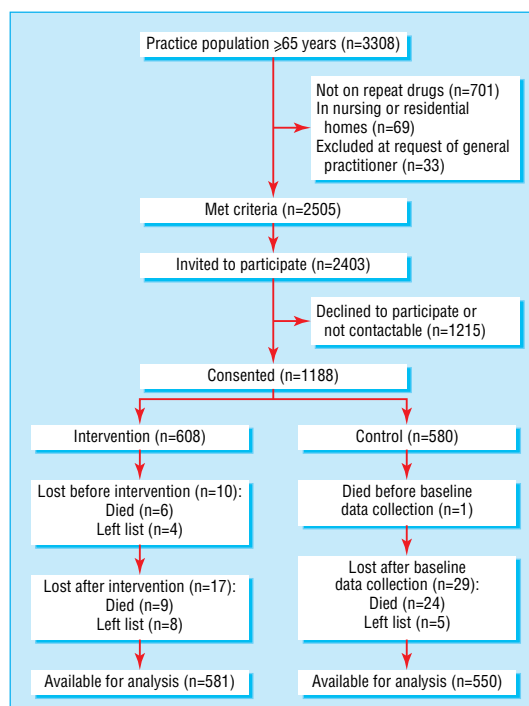 Practice population ≥65 years (n=3308)
Not on repeat drugs (n=701)
In nursing or residential
homes (n=69)
Excluded at request of general
practitioner (n=33)
Met criteria (n=2505)
Invited to participate (n=2403)
Declined to participate or
not contactable (n=1215)
Consented (n=1188)
Intervention (n=608)
Control (n=580)
Lost before intervention (n=10):
Died (n=6)
Left list (n=4)
Died before baseline
data collection (n=1)
Lost after intervention (n=17):
Died (n=9)
Left list (n=8)
Lost after baseline
data collection (n=29):
Died (n=24)
Left list (n=5)
Available for analysis (n=581)
Available for analysis (n=550)